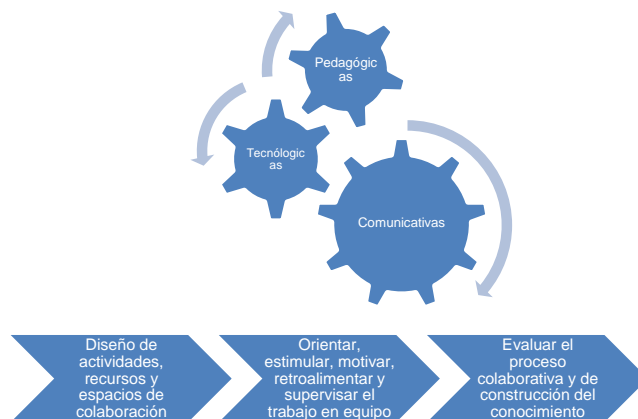 Pedagógic
as
Tecnólogic
as
Comunicativas
Diseño de
actividades,
recursos y
espacios de
colaboración
Orientar,
estimular, motivar,
retroalimentar y
supervisar el
trabajo en equipo
Evaluar el
proceso
colaborativa y de
construcción del
conocimiento